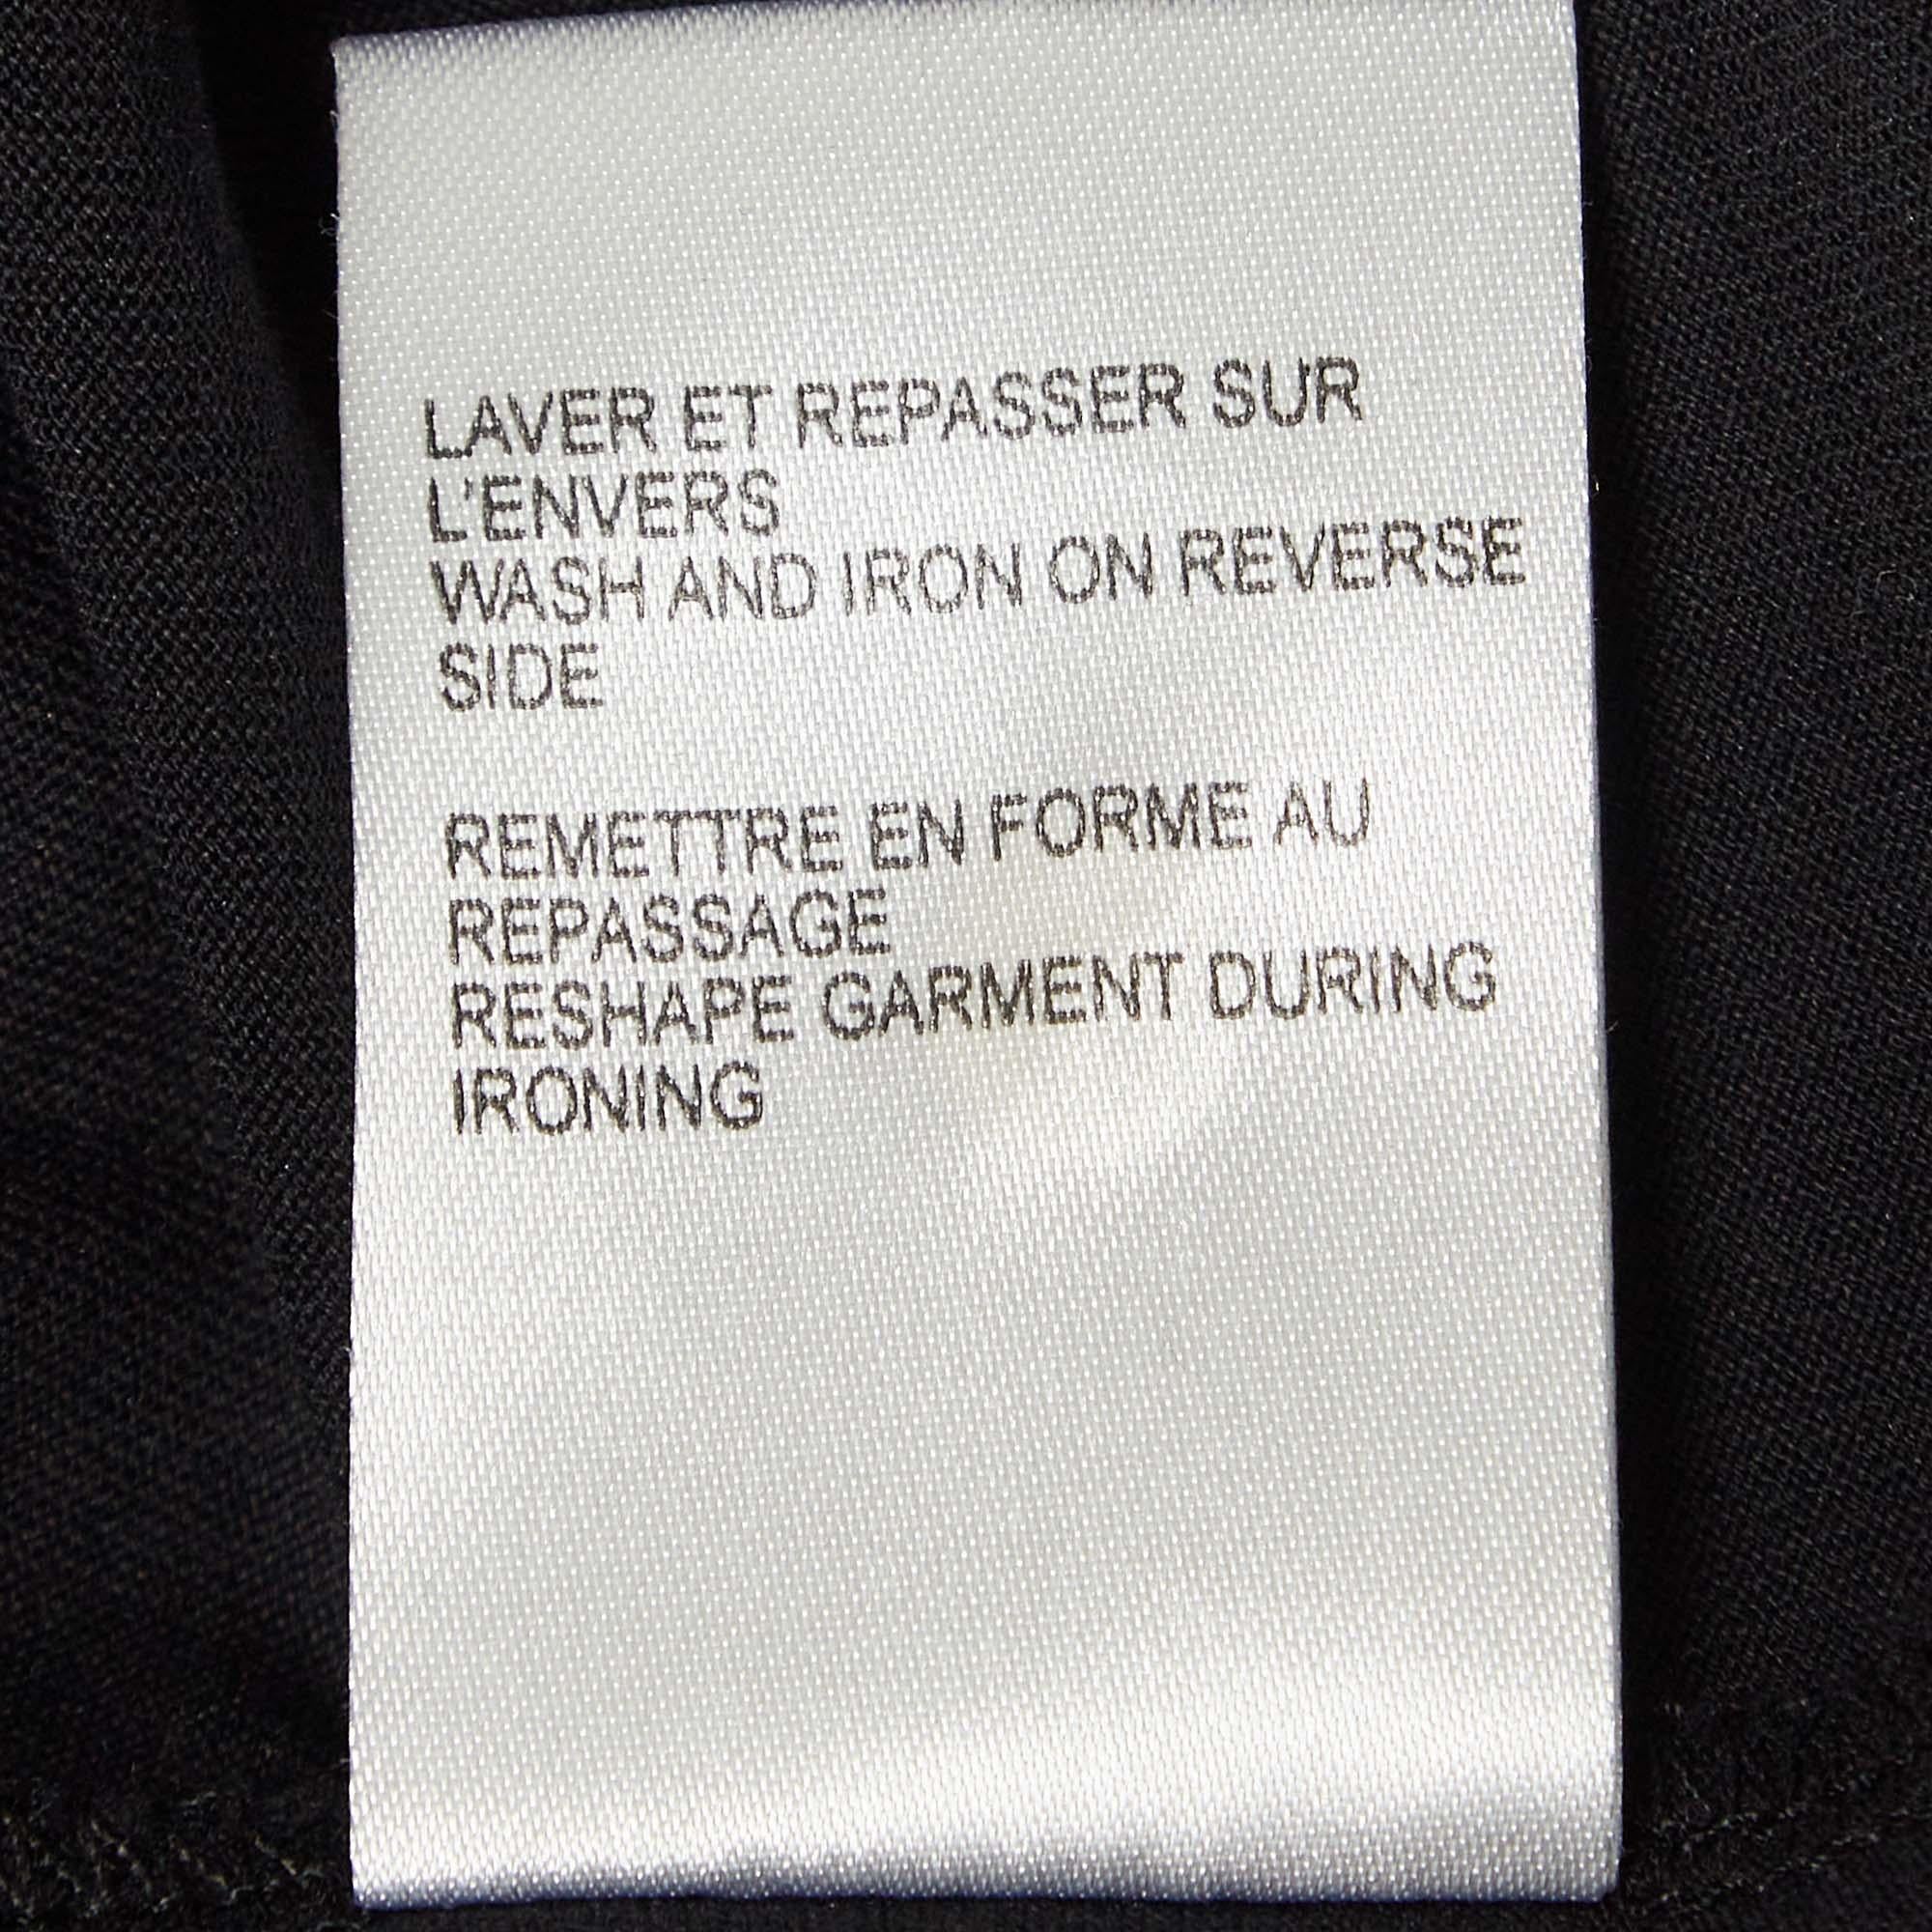 LAVER ET REPASSER SUR
L'ENVERS
WASH AND IRON ON REVERSE
SIDE
REMETTRE EN FORME AU
REPASSAGE
RESHAPE GARMENT DURING
IRONING